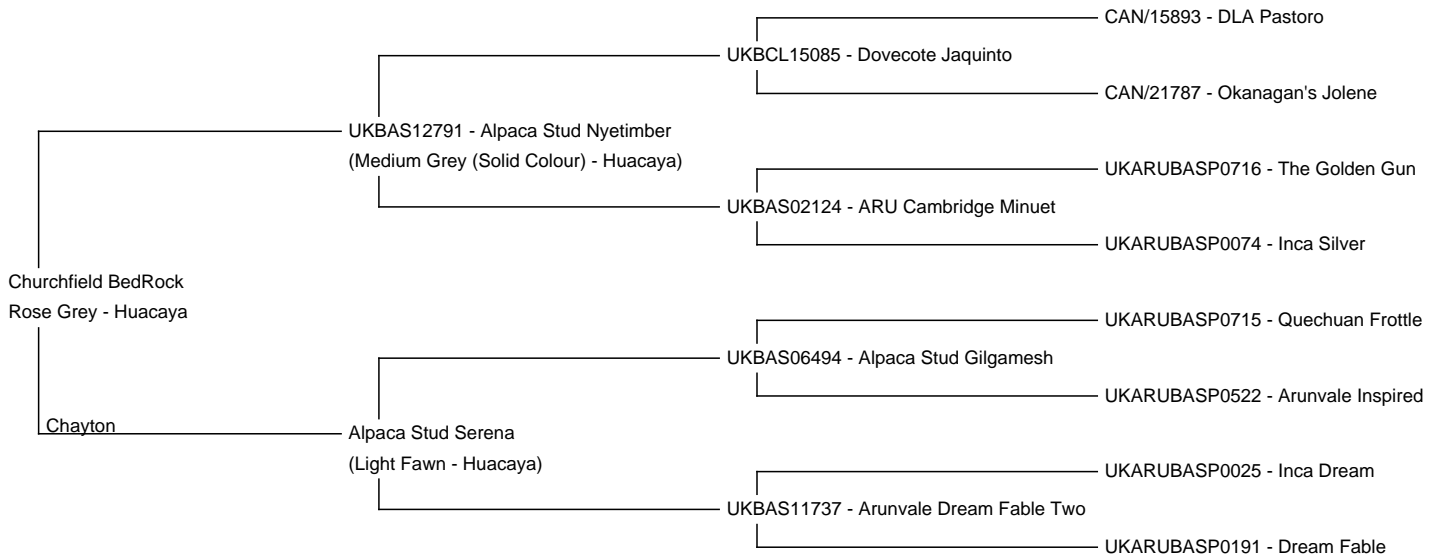 CAN/15893 - DLA Pastoro
UKBCL15085 - Dovecote Jaquinto
CAN/21787 - Okanagan's Jolene
UKBAS12791 - Alpaca Stud Nyetimber
(Medium Grey (Solid Colour) - Huacaya)
UKARUBASP0716 - The Golden Gun
UKBAS02124 - ARU Cambridge Minuet
UKARUBASP0074 - Inca Silver
Churchfield BedRock
Rose Grey - Huacaya
UKARUBASP0715 - Quechuan Frottle
UKBAS06494 - Alpaca Stud Gilgamesh
UKARUBASP0522 - Arunvale Inspired
Chayton
Alpaca Stud Serena
(Light Fawn - Huacaya)
UKARUBASP0025 - Inca Dream
UKBAS11737 - Arunvale Dream Fable Two
UKARUBASP0191 - Dream Fable